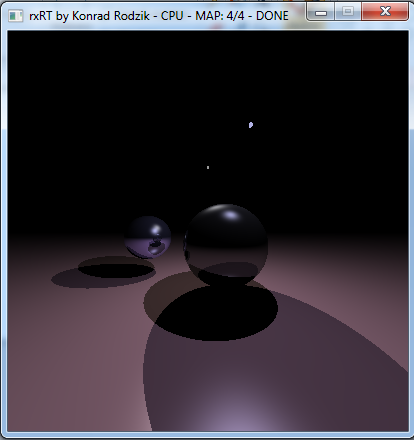 rxRT by Konrad Rodzik - CPU - MAP: 4/4 - DONE